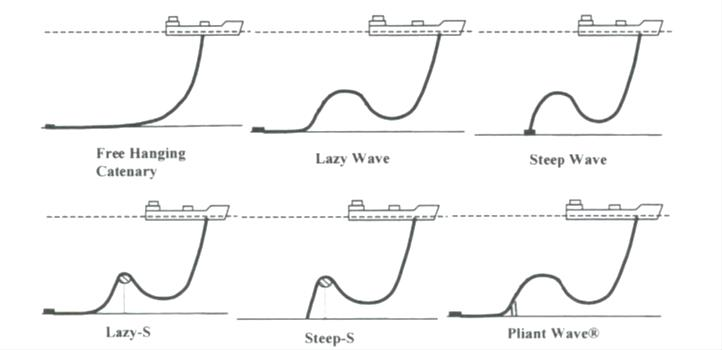 Free Hanging
Catenary
Lazy Wave
Steep Wave
Lazy-S
Steep-S
Pliant Wave®